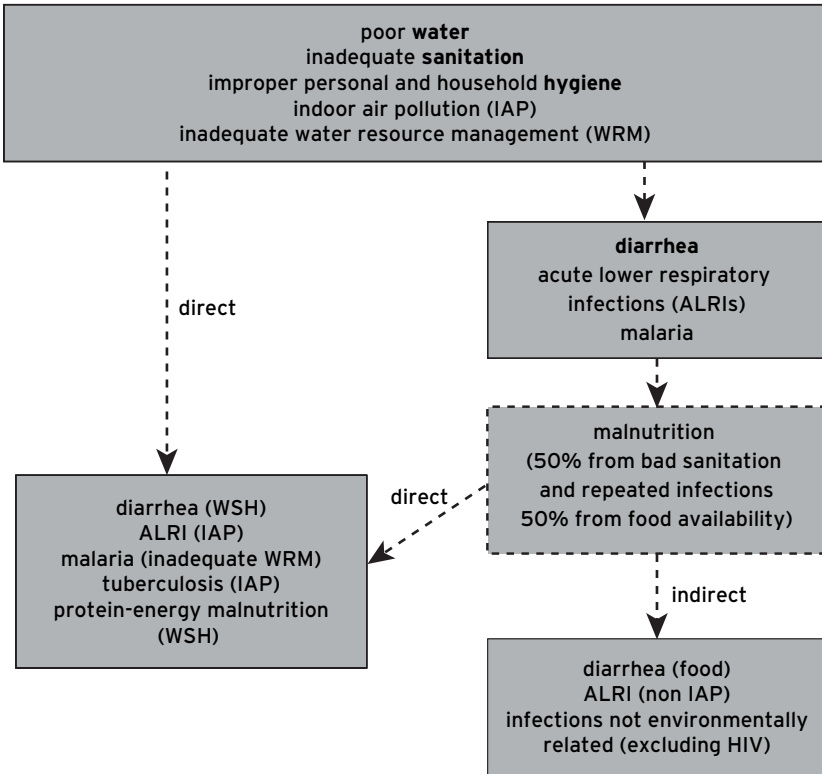 poor water
inadequate sanitation
improper personal and household hygiene
indoor air pollution (IAP)
inadequate water resource management (WRM)
direct
diarrhea
acute lower respiratory
infections (ALRIs)
malaria
malnutrition
(50% from bad sanitation
and repeated infections
50% from food availability)
direct
diarrhea (WSH)
ALRI (IAP)
malaria (inadequate WRM)
tuberculosis (IAP)
protein-energy malnutrition
(WSH)
indirect
diarrhea (food)
ALRI (non IAP)
infections not environmentally
related (excluding HIV)